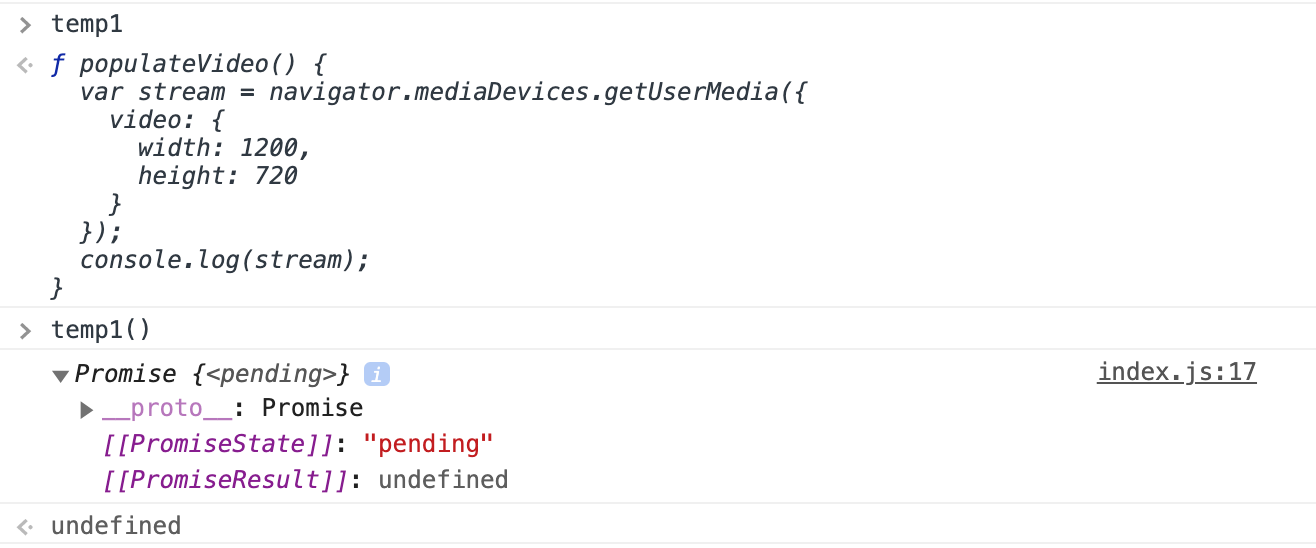 temp1
f populateVideo() {
var stream = navigator.mediaDevices.getUserMedia({
video: {
width: 1200,
height: 720
}
});
console.log(stream);
}
temp1()
Promise {<pending>} i
index.js:17
__proto__: Promise
[[PromiseState]]: "pending"
[[PromiseResult]]: undefined
undefined